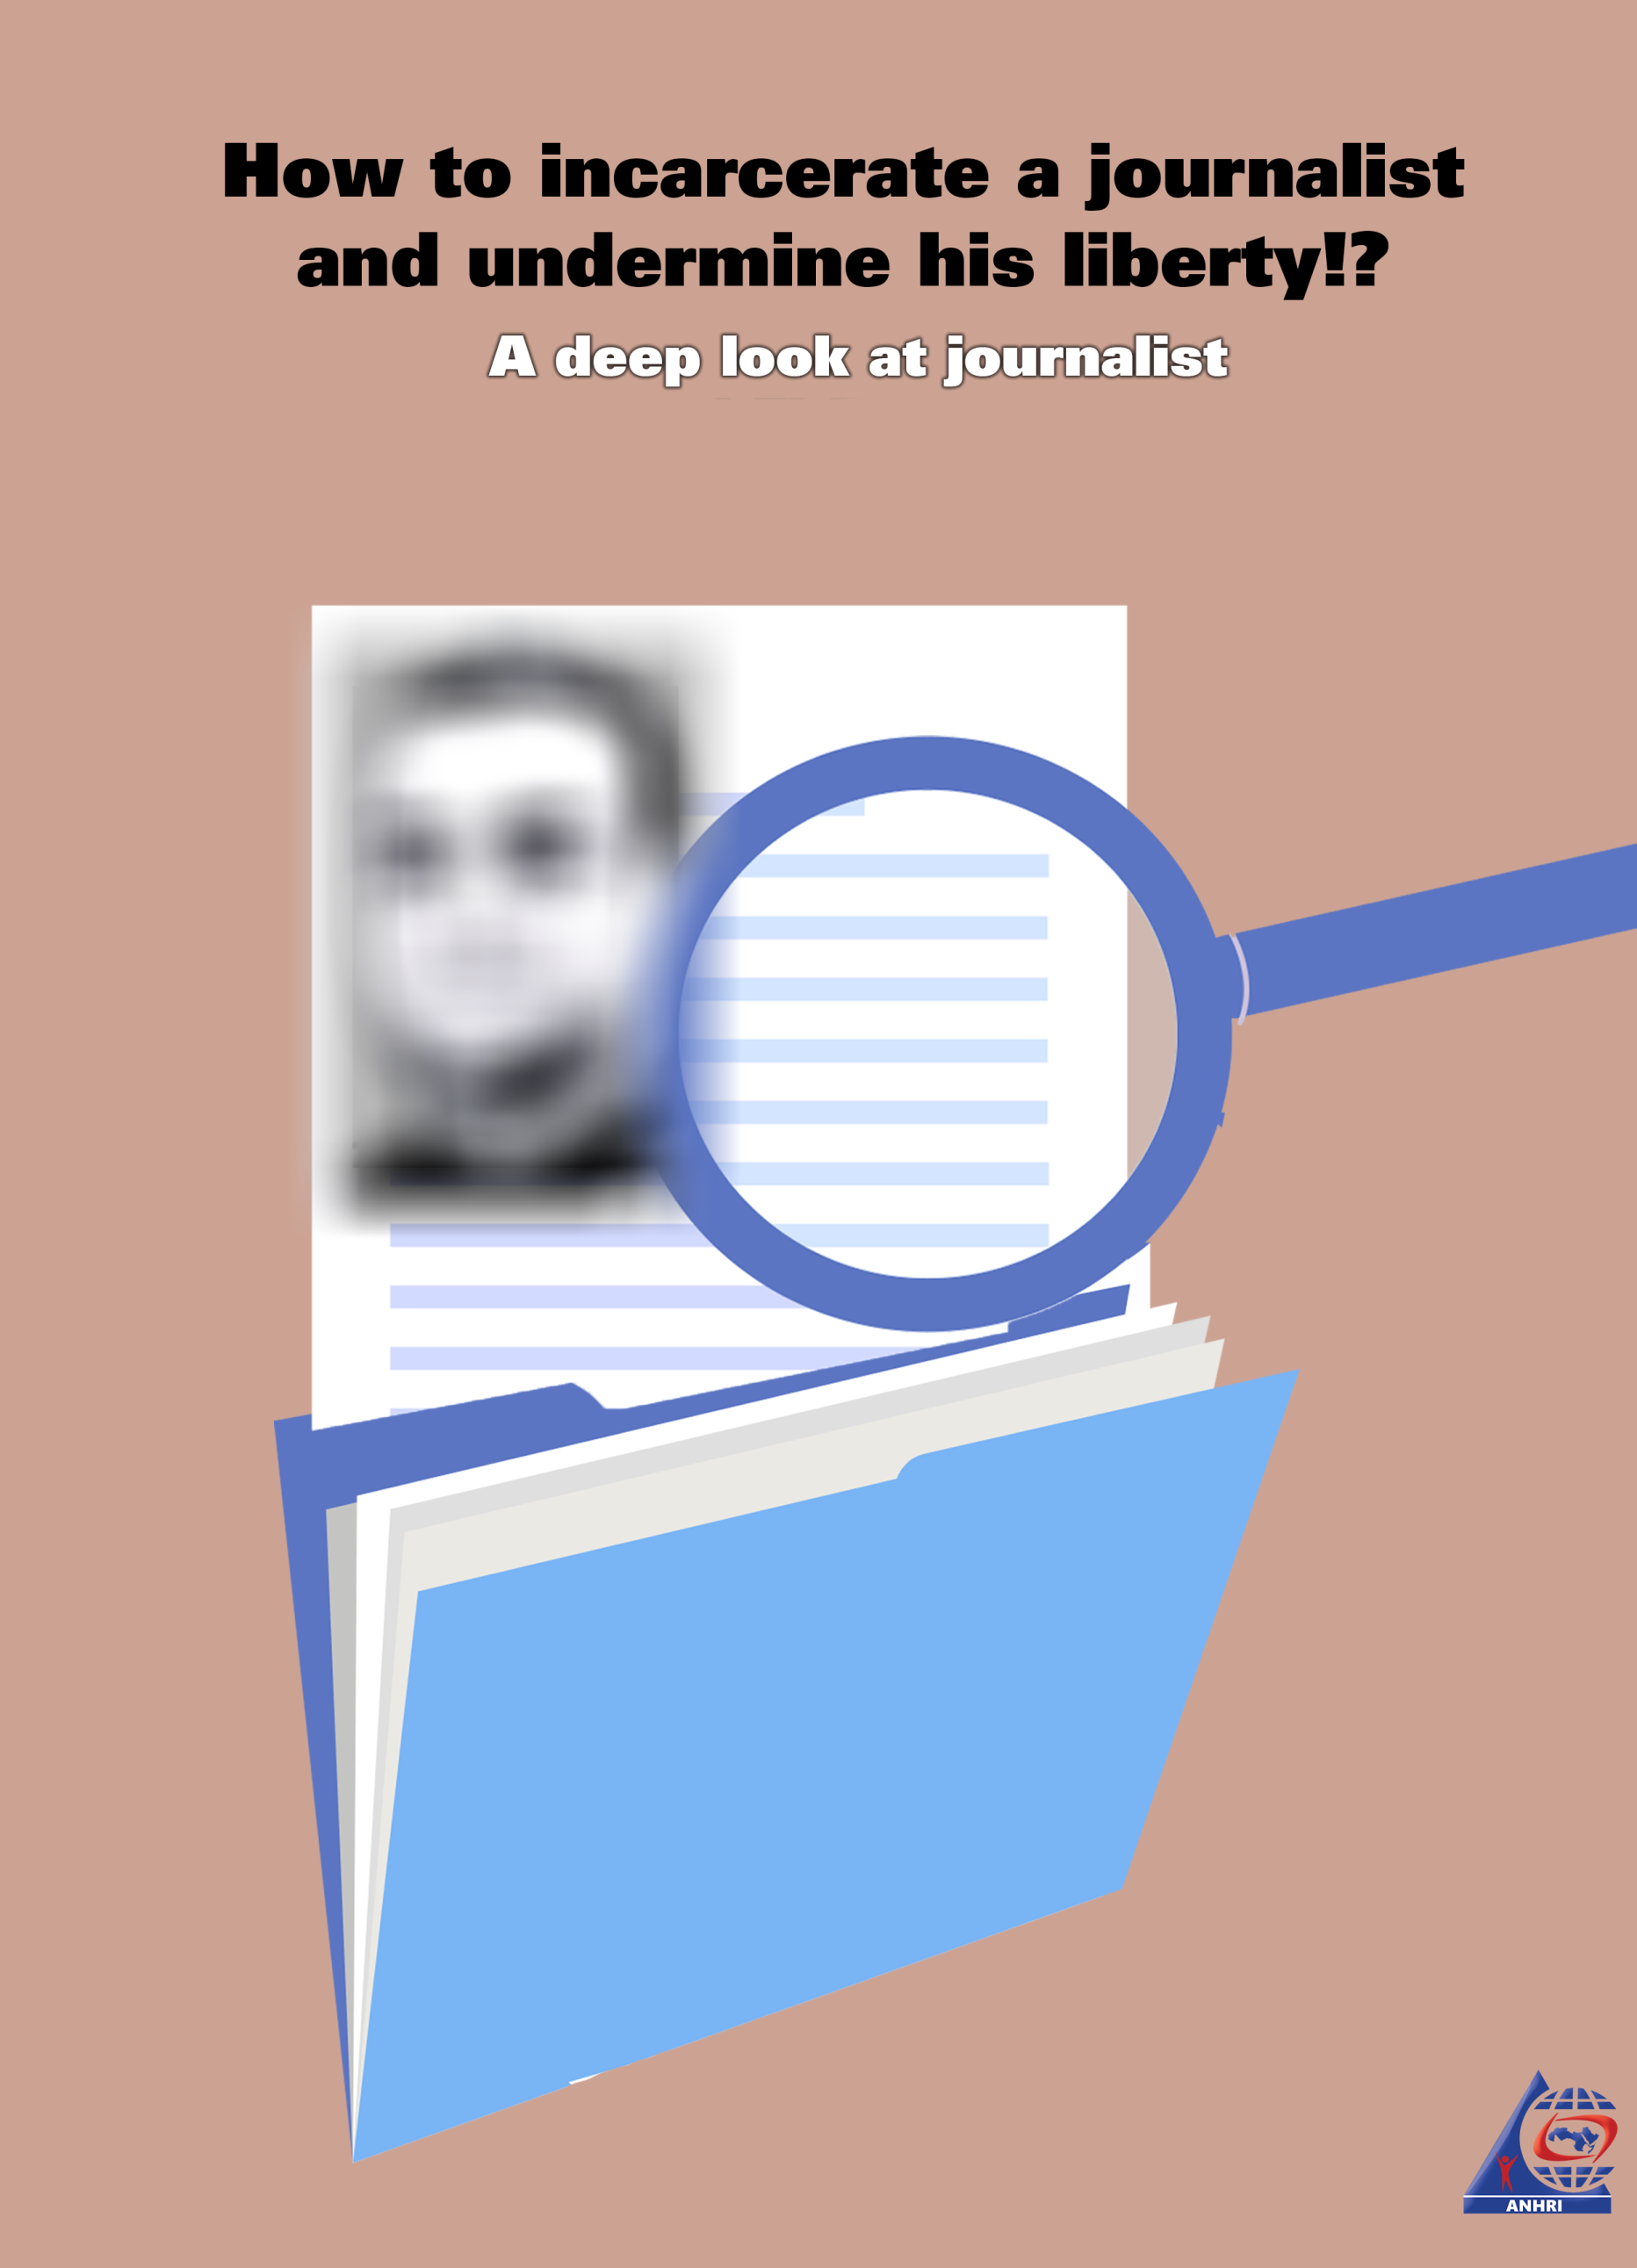 How to incarcerate a journalist
and undermine his liberty!?
A deep look at journalist
ANHRI